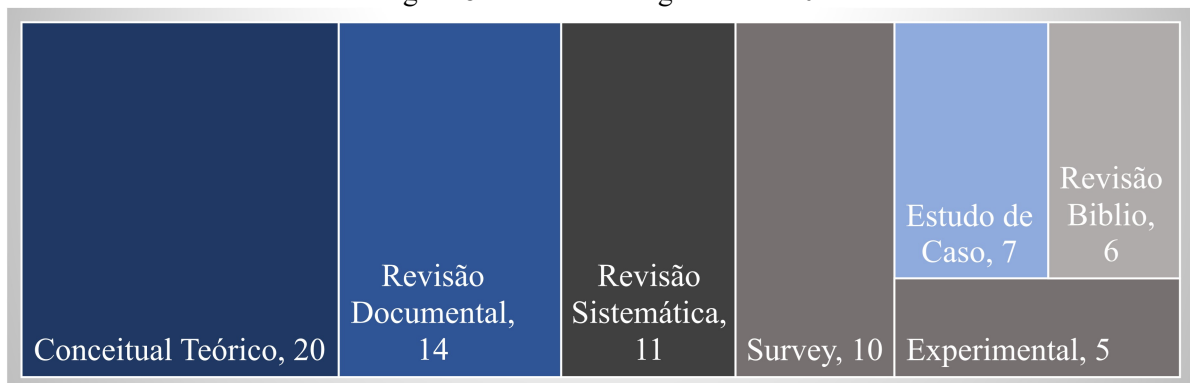 Conceitual Teórico, 20
Revisão
Documental,
14
Revisão
Sistemática,
11
Survey, 10
Estudo de
Caso, 7
Revisão
Biblio,
6
Experimental, 5